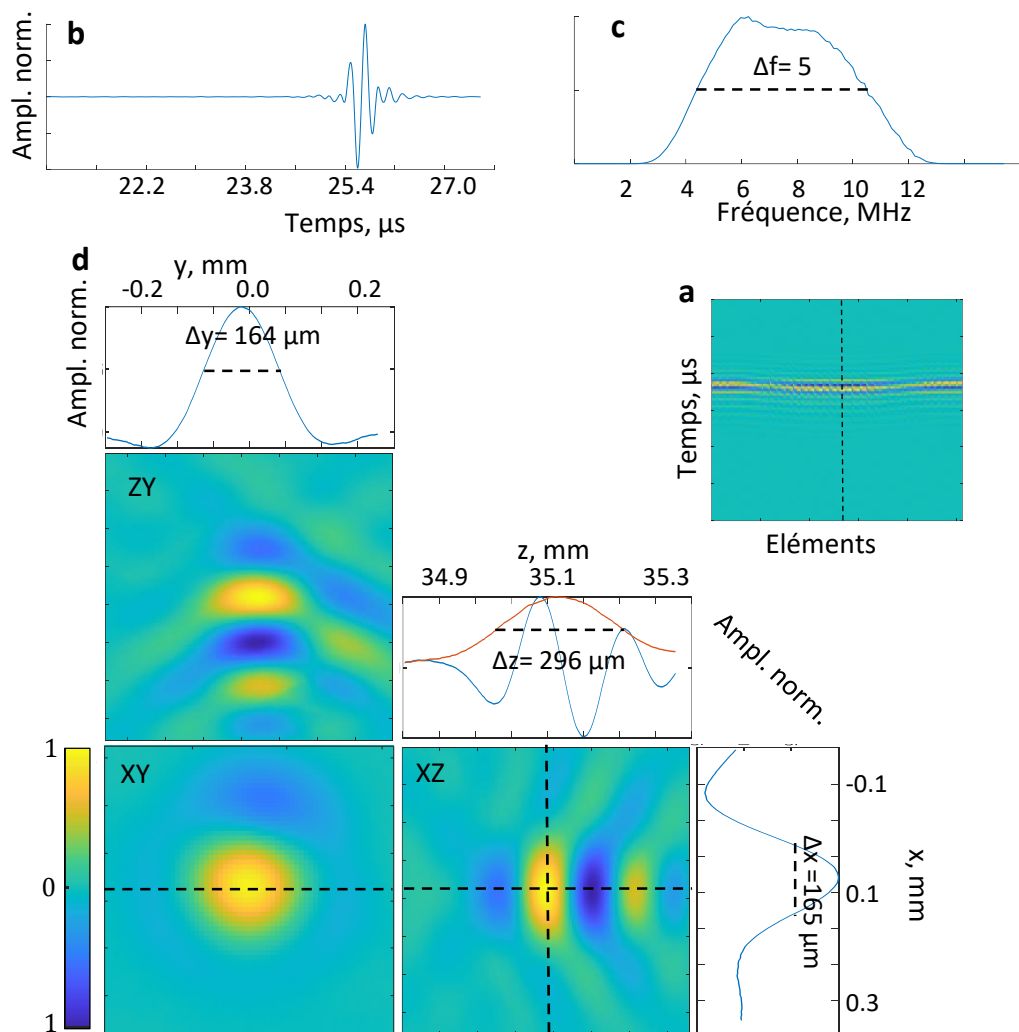 b
Ampl. norm.
22.2 23.8 25.4 27.0
Temps, µs
c
Δf= 5
2 4 6 8 10 12
Fréquence, MHz
d
y, mm
-0.2 0.0 0.2
Ampl. norm.
Δy= 164 µm
a
Temps, µs
Eléments
ZY
z, mm
34.9 35.1 35.3
Δz= 296 µm
Ampl. norm.
1
0
1
XY
XZ
-0.1
0.1
0.3
x, mm
Δx =165 µm